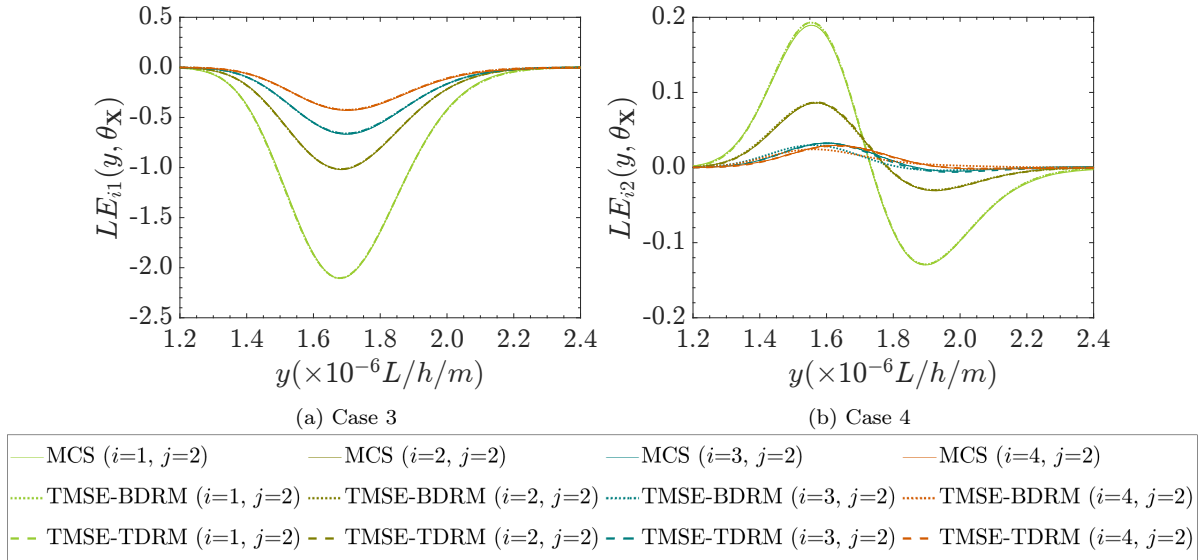 0.5
0.0
-0.5
-1.0
-1.5
-2.0
-2.5
LE_{i1}(y, θ_X)
1.2 1.4 1.6 1.8 2.0 2.2 2.4
y(×10⁻⁶L/h/m)
(a) Case 3
0.2
0.1
0.0
-0.1
-0.2
LE_{i2}(y, θ_X)
1.2 1.4 1.6 1.8 2.0 2.2 2.4
y(×10⁻⁶L/h/m)
(b) Case 4
MCS (i=1, j=2) MCS (i=2, j=2) MCS (i=3, j=2) MCS (i=4, j=2)
TMSE-BDRM (i=1, j=2) TMSE-BDRM (i=2, j=2) TMSE-BDRM (i=3, j=2) TMSE-BDRM (i=4, j=2)
TMSE-TDRM (i=1, j=2) TMSE-TDRM (i=2, j=2) TMSE-TDRM (i=3, j=2) TMSE-TDRM (i=4, j=2)